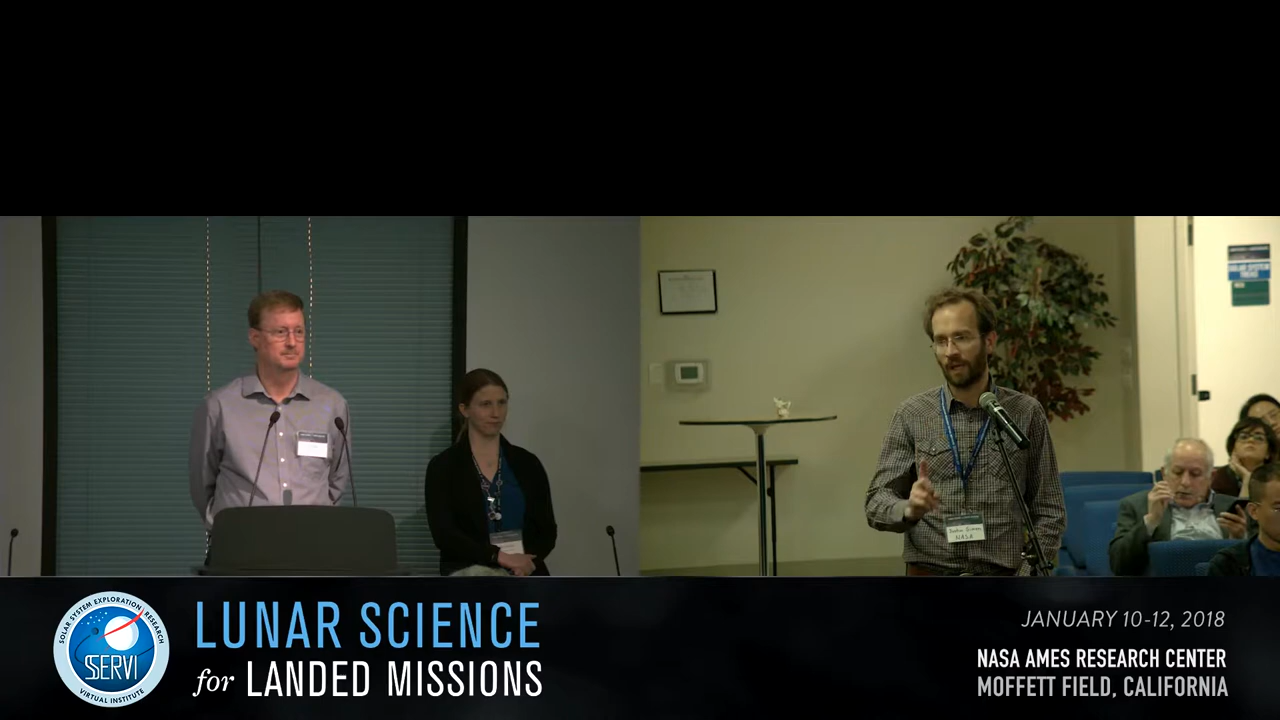 NASA
SOLAR SYSTEM EXPLORATION RESEARCH
SSERVI
VIRTUAL INSTITUTE
LUNAR SCIENCE
for LANDED MISSIONS
JANUARY 10-12, 2018
NASA AMES RESEARCH CENTER
MOFFETT FIELD, CALIFORNIA